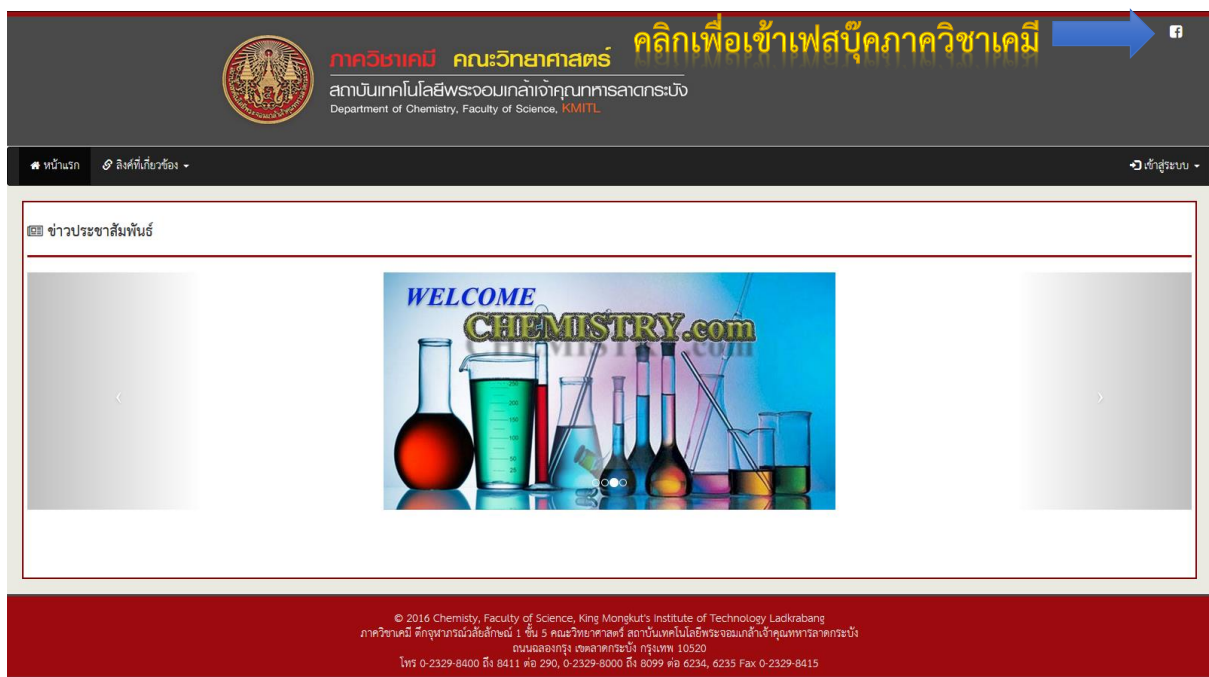 คลิกเพื่อเข้าเฟสบุ๊คภาควิชาเคมี
ภาควิชาเคมี คณะวิทยาศาสตร์
สถาบันเทคโนโลยีพระจอมเกล้าเจ้าคุณทหารลาดกระบัง
Department of Chemistry, Faculty of Science, KMITL
หน้าแรก
ลิงค์ที่เกี่ยวข้อง
เข้าสู่ระบบ
ข่าวประชาสัมพันธ์
WELCOME
CHEMISTRY.com
© 2016 Chemisty, Faculty of Science, King Mongkut's Institute of Technology Ladkrabang
ภาควิชาเคมี ตึกจุฬาภรณ์วลัยลักษณ์ 1 ชั้น 5 คณะวิทยาศาสตร์ สถาบันเทคโนโลยีพระจอมเกล้าเจ้าคุณทหารลาดกระบัง
ถนนฉลองกรุง เขตลาดกระบัง กรุงเทพ 10520
โทร 0-2329-8400 ถึง 8411 ต่อ 290, 0-2329-8000 ถึง 8099 ต่อ 6234, 6235 Fax 0-2329-8415